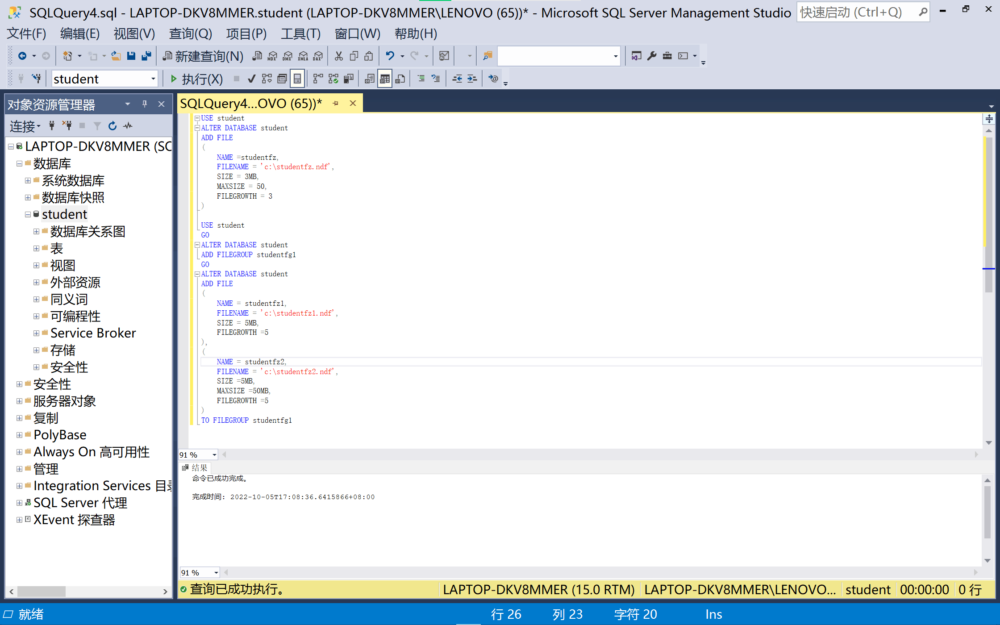 SQLQuery4.sql - LAPTOP-DKV8MMER.student (LAPTOP-DKV8MMER\LENOVO (65))* - Microsoft SQL Server Management Studio
快速启动 (Ctrl+Q)
文件(F) 编辑(E) 视图(V) 查询(Q) 项目(P) 工具(T) 窗口(W) 帮助(H)
新建查询(N) MDX DMX XMLA DAX
student 执行(X)
对象资源管理器
连接
LAPTOP-DKV8MMER (SC
数据库
系统数据库
数据库快照
student
数据库关系图
表
视图
外部资源
同义词
可编程性
Service Broker
存储
安全性
安全性
服务器对象
复制
PolyBase
Always On 高可用性
管理
Integration Services 目录
SQL Server 代理
XEvent 探查器
SQLQuery4...OVO (65))*
USE student
ALTER DATABASE student
ADD FILE
(
NAME =studentfz,
FILENAME = 'c:\studentfz.ndf',
SIZE = 3MB,
MAXSIZE = 50,
FILEGROWTH = 3
)
USE student
GO
ALTER DATABASE student
ADD FILEGROUP studentfg1
GO
ALTER DATABASE student
ADD FILE
(
NAME = studentfz1,
FILENAME = 'c:\studentfz1.ndf',
SIZE = 5MB,
FILEGROWTH =5
),
(
NAME = studentfz2,
FILENAME = 'c:\studentfz2.ndf',
SIZE =5MB,
MAXSIZE =50MB,
FILEGROWTH =5
)
TO FILEGROUP studentfg1
91 %
结果
命令已成功完成。
完成时间: 2022-10-05T17:08:36.6415866+08:00
91 %
查询已成功执行。 LAPTOP-DKV8MMER (15.0 RTM) LAPTOP-DKV8MMER\LENOVO... student 00:00:00 0 行
就绪 行 26 列 23 字符 20 Ins